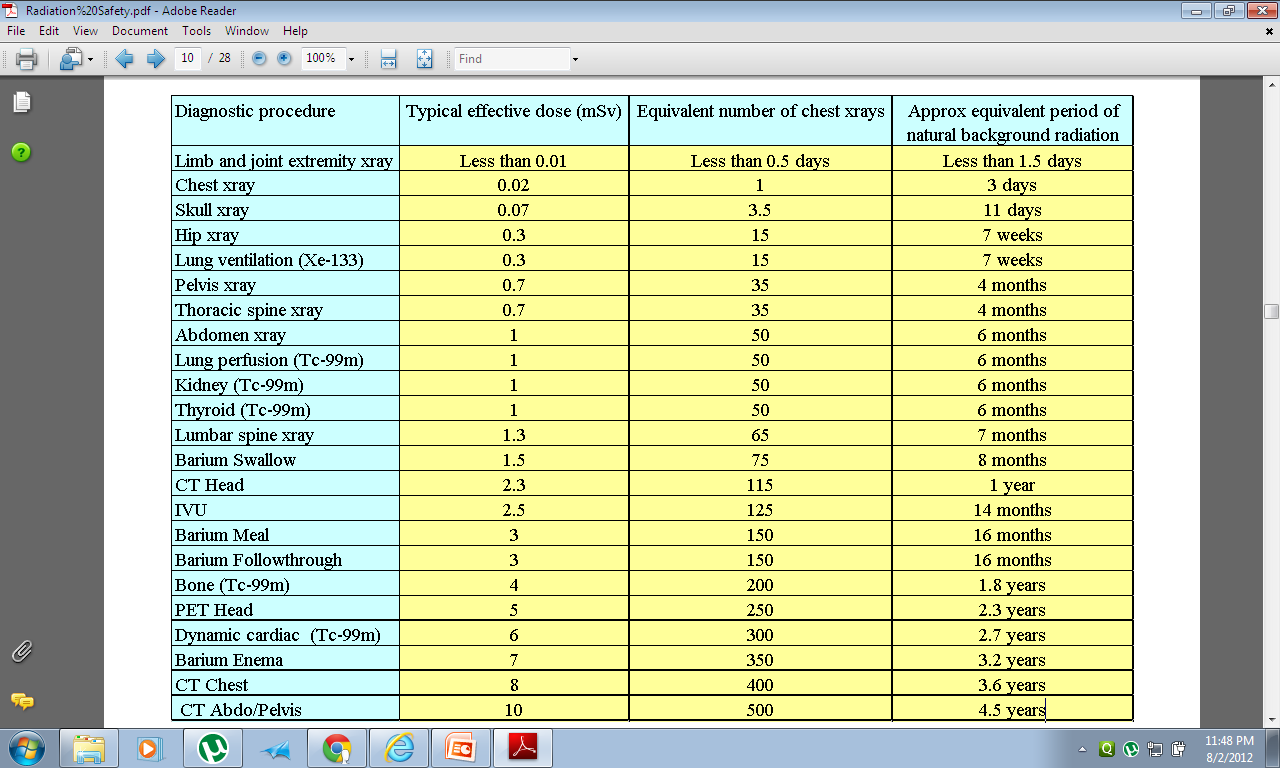 Radiation%20Safety.pdf - Adobe Reader
File Edit View Document Tools Window Help
10 / 28 100% Find
Diagnostic procedure Typical effective dose (mSv) Equivalent number of chest xrays Approx equivalent period of
natural background radiation
Limb and joint extremity xray Less than 0.01 Less than 0.5 days Less than 1.5 days
Chest xray 0.02 1 3 days
Skull xray 0.07 3.5 11 days
Hip xray 0.3 15 7 weeks
Lung ventilation (Xe-133) 0.3 15 7 weeks
Pelvis xray 0.7 35 4 months
Thoracic spine xray 0.7 35 4 months
Abdomen xray 1 50 6 months
Lung perfusion (Tc-99m) 1 50 6 months
Kidney (Tc-99m) 1 50 6 months
Thyroid (Tc-99m) 1 50 6 months
Lumbar spine xray 1.3 65 7 months
Barium Swallow 1.5 75 8 months
CT Head 2.3 115 1 year
IVU 2.5 125 14 months
Barium Meal 3 150 16 months
Barium Followthrough 3 150 16 months
Bone (Tc-99m) 4 200 1.8 years
PET Head 5 250 2.3 years
Dynamic cardiac (Tc-99m) 6 300 2.7 years
Barium Enema 7 350 3.2 years
CT Chest 8 400 3.6 years
CT Abdo/Pelvis 10 500 4.5 years
11:48 PM
8/2/2012